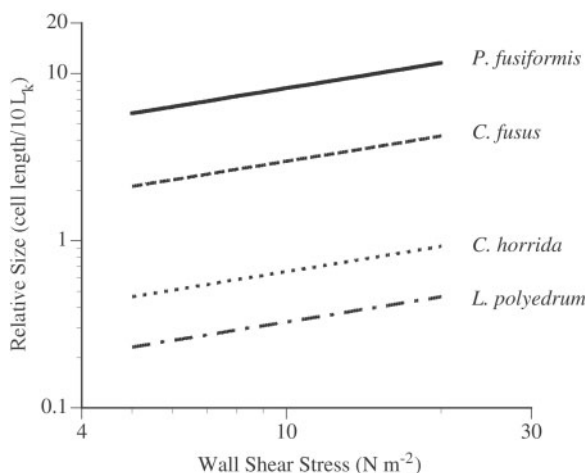 20
10
1
0.1
4
10
30
Relative Size (cell length/10 Lk)
Wall Shear Stress (N m-2)
P. fusiformis
C. fusus
C. horrida
L. polyedrum